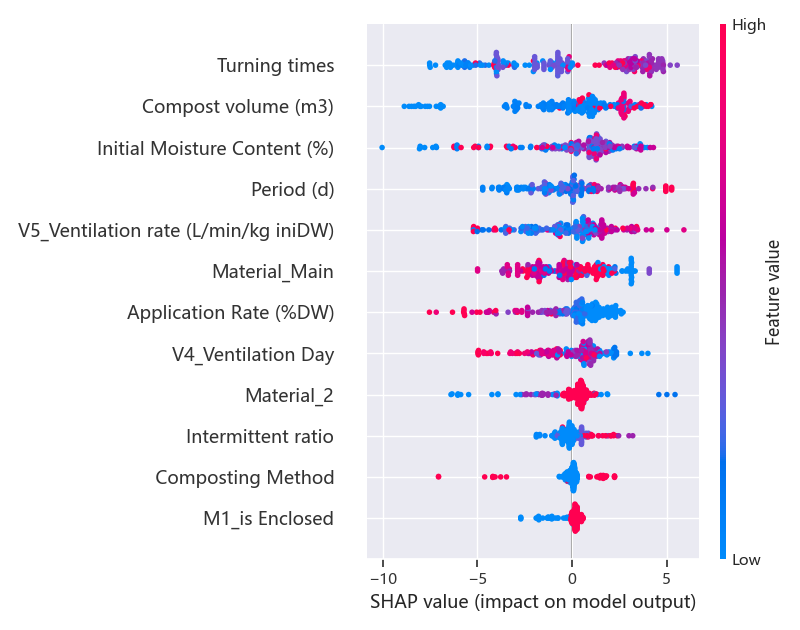 High
Turning times
Compost volume (m3)
Initial Moisture Content (%)
Period (d)
V5_Ventilation rate (L/min/kg iniDW)
Material_Main
Application Rate (%DW)
V4_Ventilation Day
Material_2
Intermittent ratio
Composting Method
M1_is Enclosed
Feature value
Low
−10 −5 0 5
SHAP value (impact on model output)